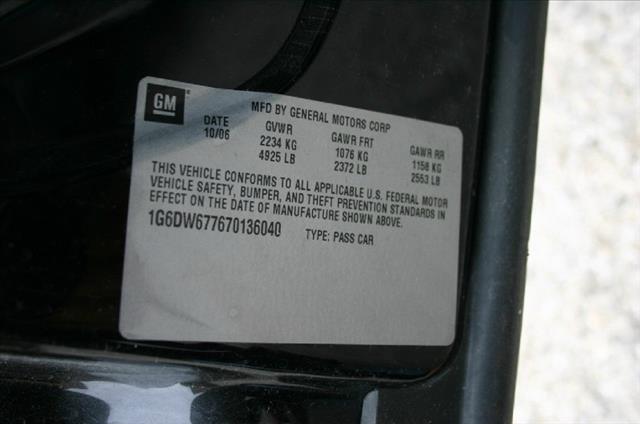 GM
MFD BY GENERAL MOTORS CORP
DATE GVWR GAWR FRT GAWR RR
10/06 2234 KG 1076 KG 1158 KG
4925 LB 2372 LB 2553 LB
THIS VEHICLE CONFORMS TO ALL APPLICABLE U.S. FEDERAL MOTOR
VEHICLE SAFETY, BUMPER, AND THEFT PREVENTION STANDARDS IN
EFFECT ON THE DATE OF MANUFACTURE SHOWN ABOVE.
1G6DW677670136040 TYPE: PASS CAR